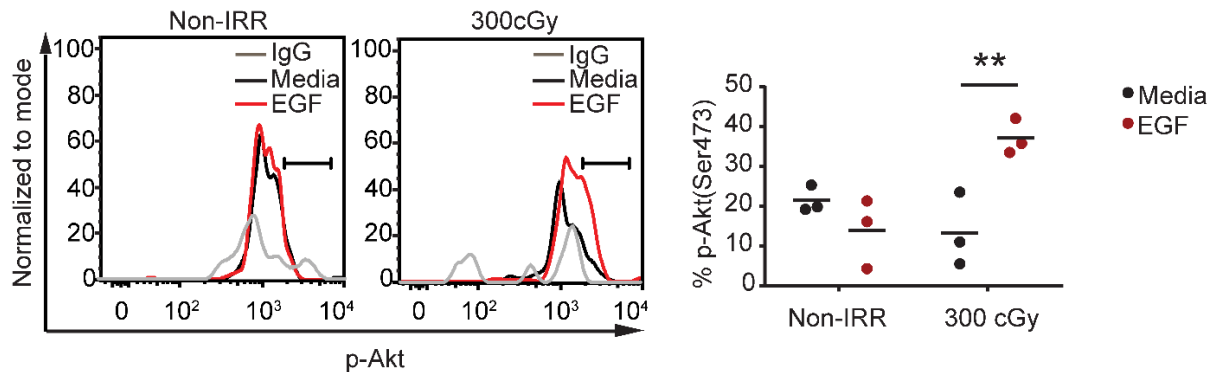 Non-IRR
300cGy
Normalized to mode
100
80
60
40
20
0
IgG
Media
EGF
0 10² 10³ 10⁴
100
80
60
40
20
0
IgG
Media
EGF
0 10² 10³ 10⁴
p-Akt
% p-Akt(Ser473)
50
40
30
20
10
0
**
Media
EGF
Non-IRR 300 cGy